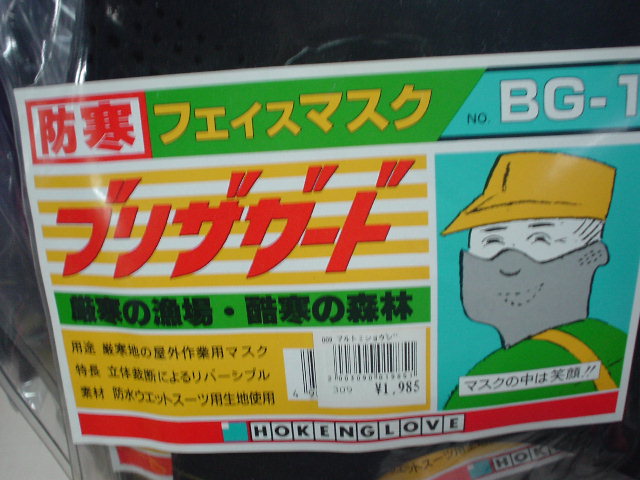 防寒 フェイスマスク NO. BG-1
ブリザガード
厳寒の漁場・酷寒の森林
用途 厳寒地の屋外作業用マスク
特長 立体裁断によるリバーシブル
素材 防水ウエットスーツ用生地使用
309
¥1,985
マスクの中は笑顔!!
HOKENGLOVE
HOKENGLOVE